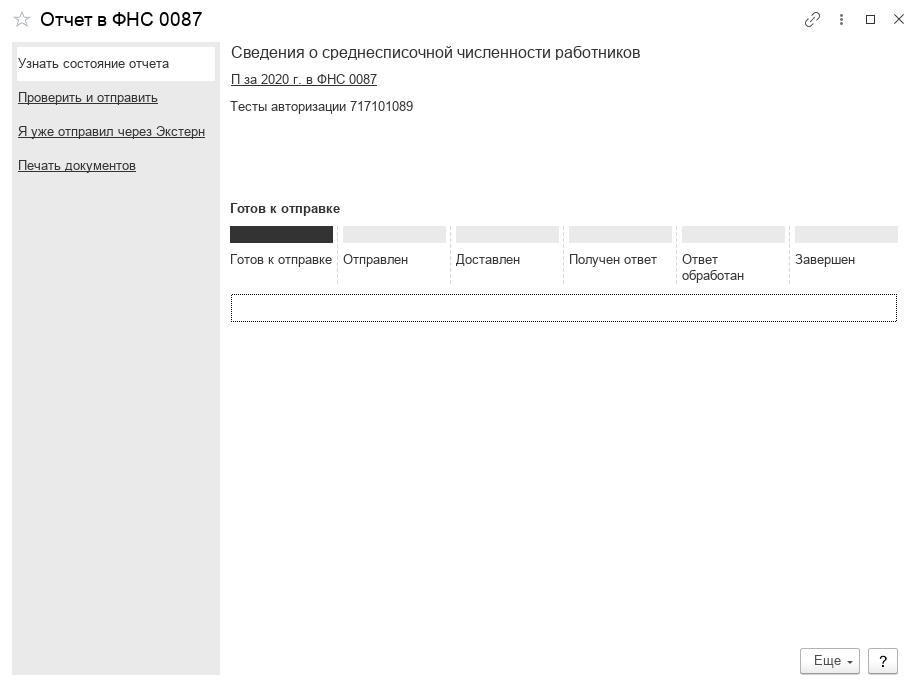 Отчет в ФНС 0087
Узнать состояние отчета
Проверить и отправить
Я уже отправил через Экстерн
Печать документов
Сведения о среднесписочной численности работников
П за 2020 г. в ФНС 0087
Тесты авторизации 717101089
Готов к отправке
Готов к отправке
Отправлен
Доставлен
Получен ответ
Ответ
обработан
Завершен
Еще
?